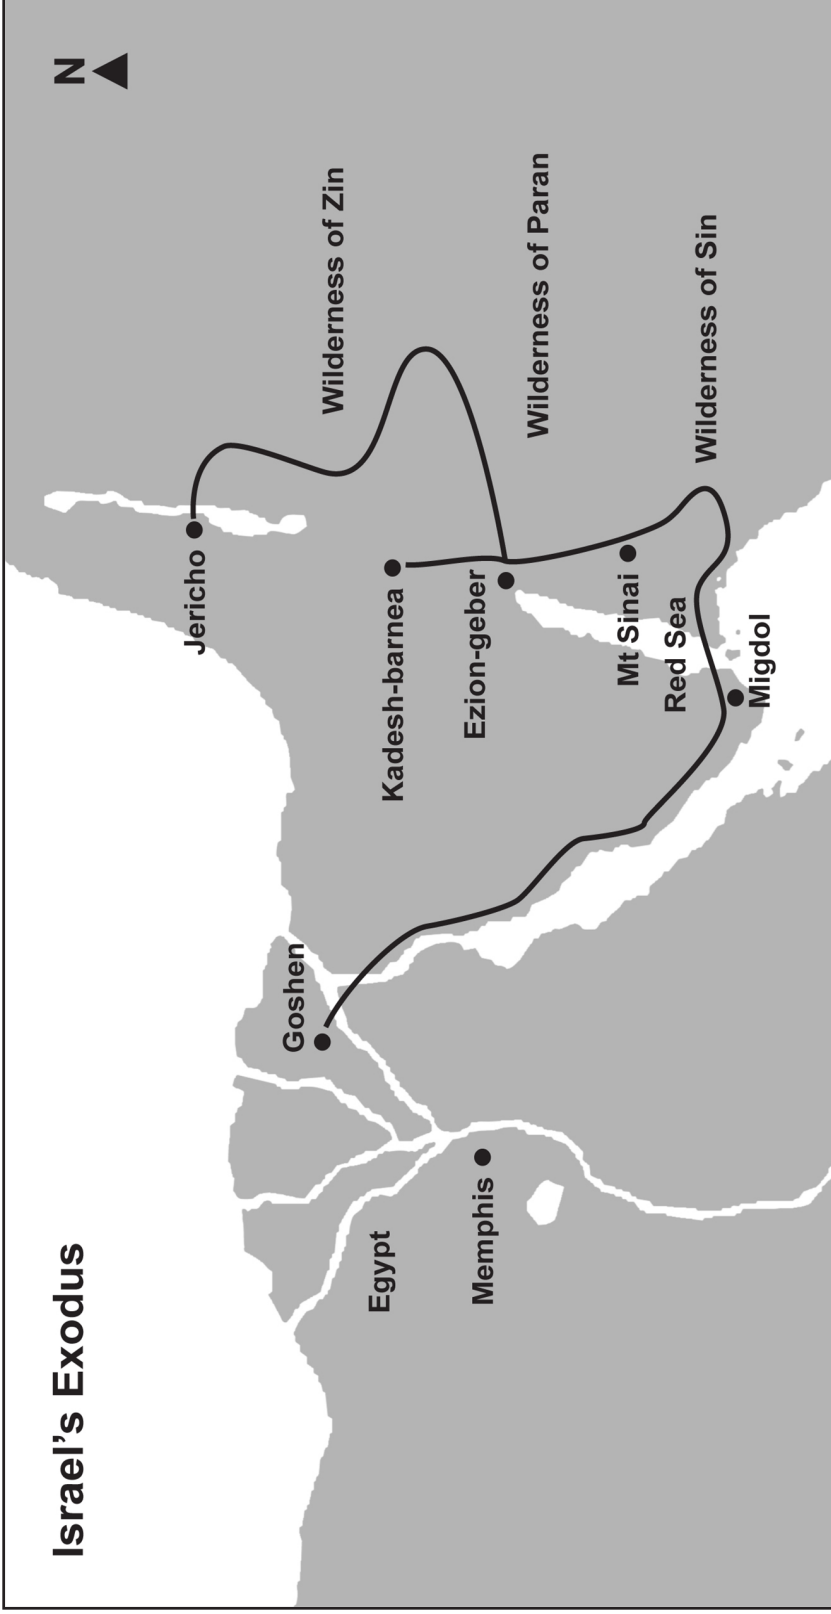 Israel’s Exodus
N
Jericho
Goshen
Wilderness of Zin
Egypt
Kadesh-barnea
Memphis
Ezion-geber
Wilderness of Paran
Mt Sinai
Red Sea
Wilderness of Sin
Migdol